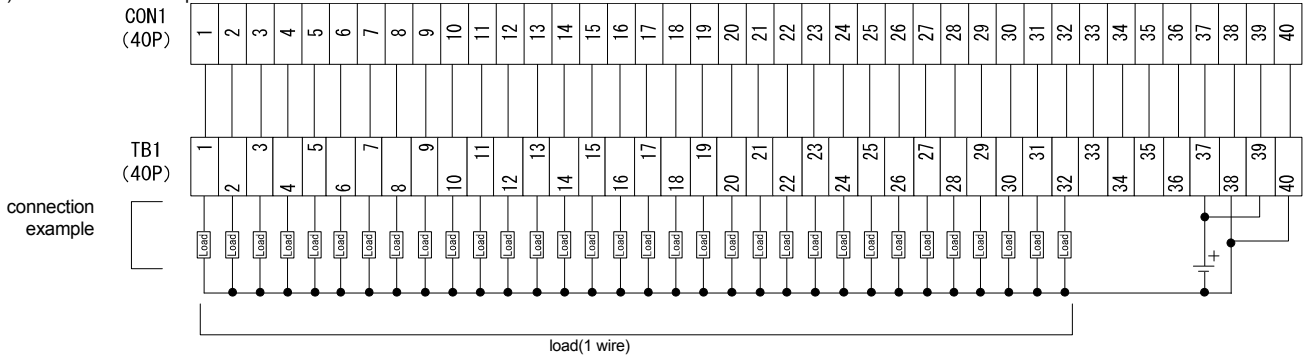 )
CON1
(40P)
1 2 3 4 5 6 7 8 9 10 11 12 13 14 15 16 17 18 19 20 21 22 23 24 25 26 27 28 29 30 31 32 33 34 35 36 37 38 39 40
TB1
(40P)
1 3 5 7 9 11 13 15 17 19 21 23 25 27 29 31 33 35 37 39
2 4 6 8 10 12 14 16 18 20 22 24 26 28 30 32 34 36 38 40
connection
example
Load Load Load Load Load Load Load Load Load Load Load Load Load Load Load Load Load Load Load Load Load Load Load Load Load Load Load Load Load Load Load Load
+
load(1 wire)